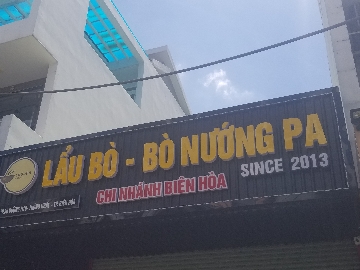 LẨU BÒ - BÒ NƯỚNG PA
SINCE 2013
CHI NHÁNH BIÊN HÒA